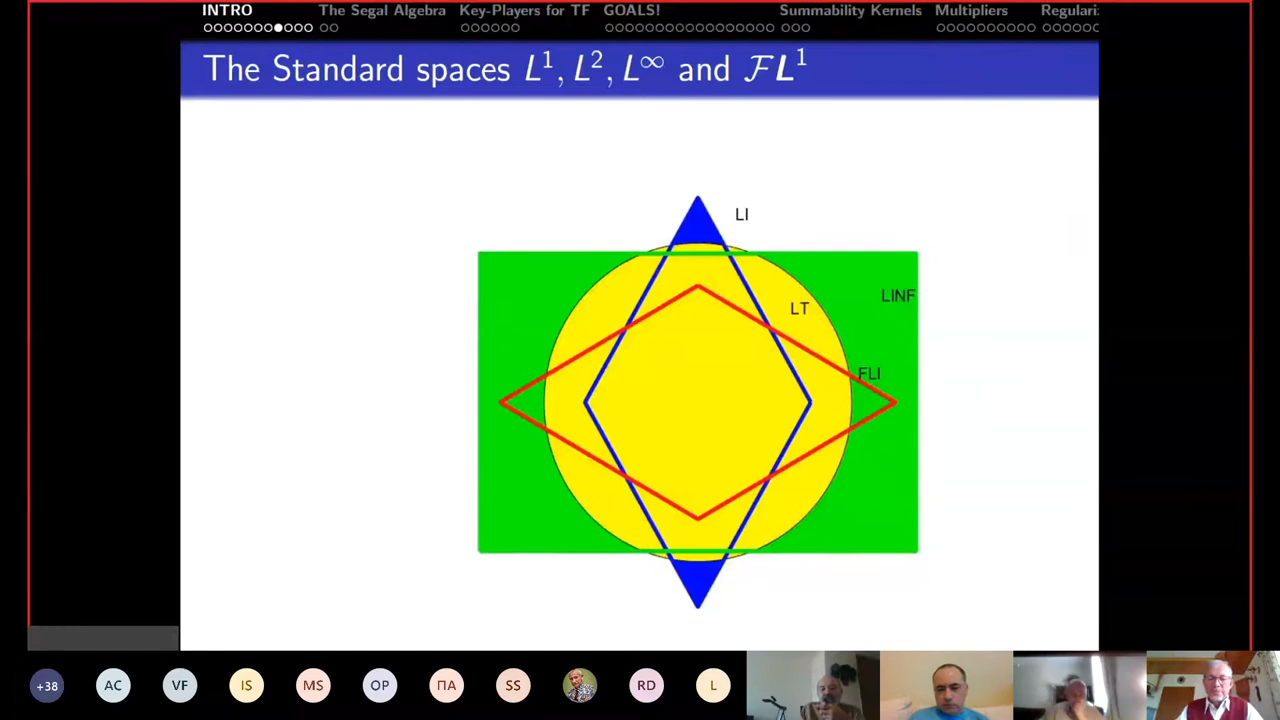 INTRO The Segal Algebra Key-Players for TF GOALS! Summability Kernels Multipliers Regulari
The Standard spaces L¹, L², L∞ and ℱL¹
LI
LINF
LT
FLI
+38 AC VF IS MS OP ΠΑ SS RD L